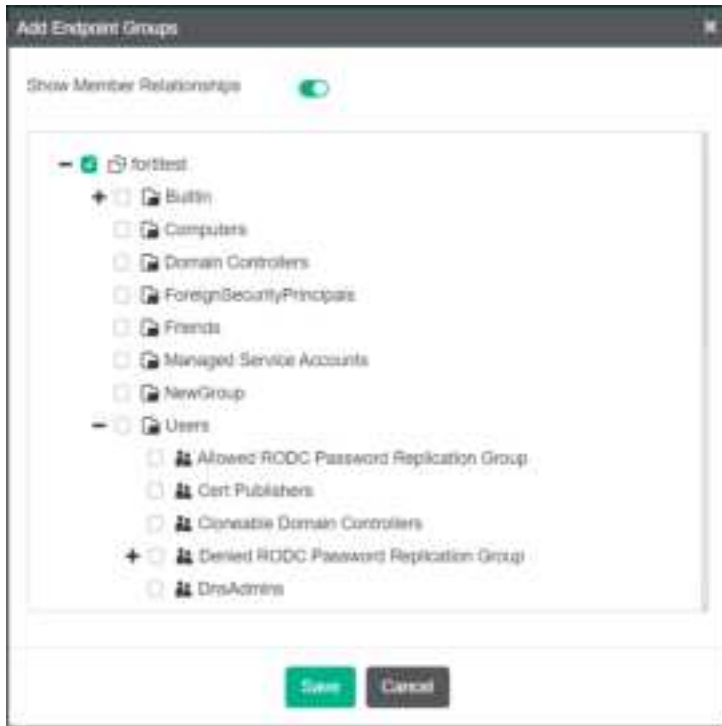 Add Endpoint Groups
Show Member Relationships
fortitest
Builtin
Computers
Domain Controllers
ForeignSecurityPrincipals
Friends
Managed Service Accounts
NewGroup
Users
Allowed RODC Password Replication Group
Cert Publishers
Cloneable Domain Controllers
Denied RODC Password Replication Group
DnsAdmins
Save Cancel